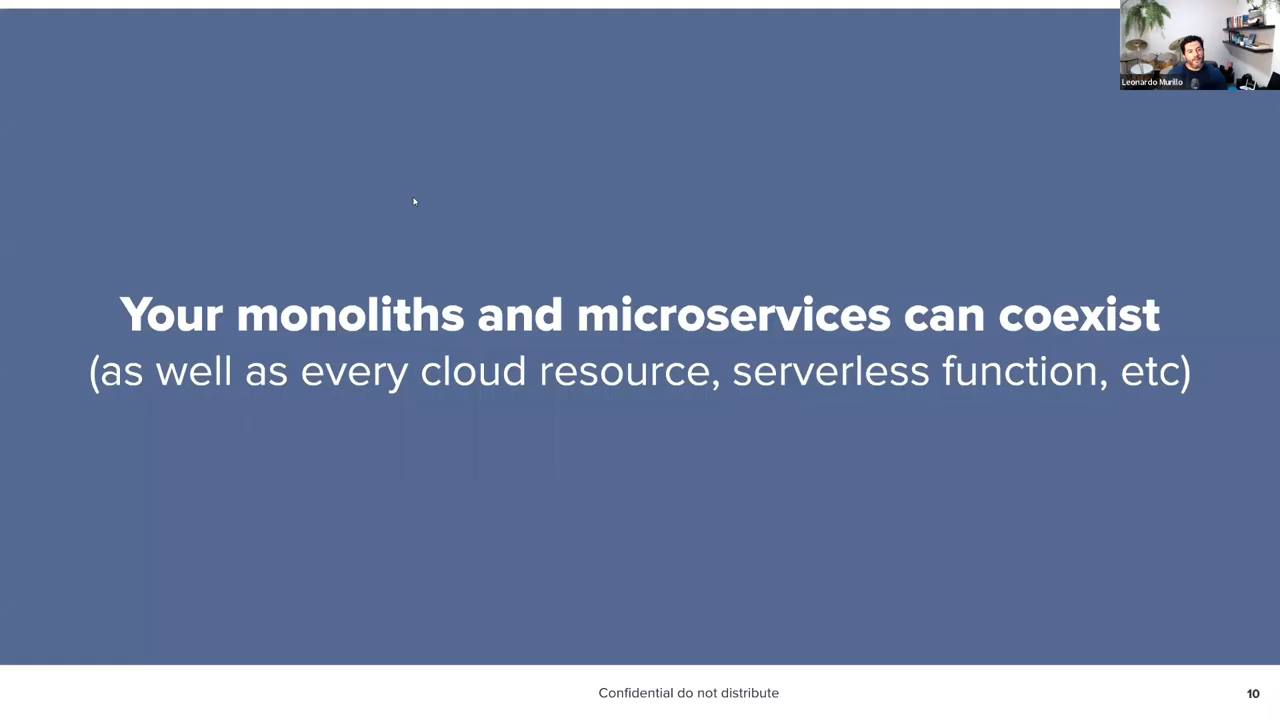 Leonardo Murillo
Your monoliths and microservices can coexist
(as well as every cloud resource, serverless function, etc)
Confidential do not distribute
10